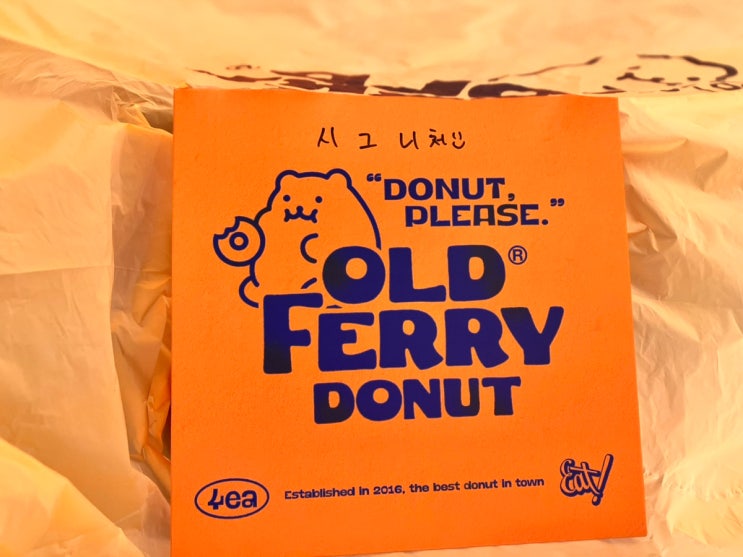 시그니처
"DONUT,
PLEASE."
OLD®
FERRY
DONUT
4ea
Established in 2016, the best donut in town
Eat!